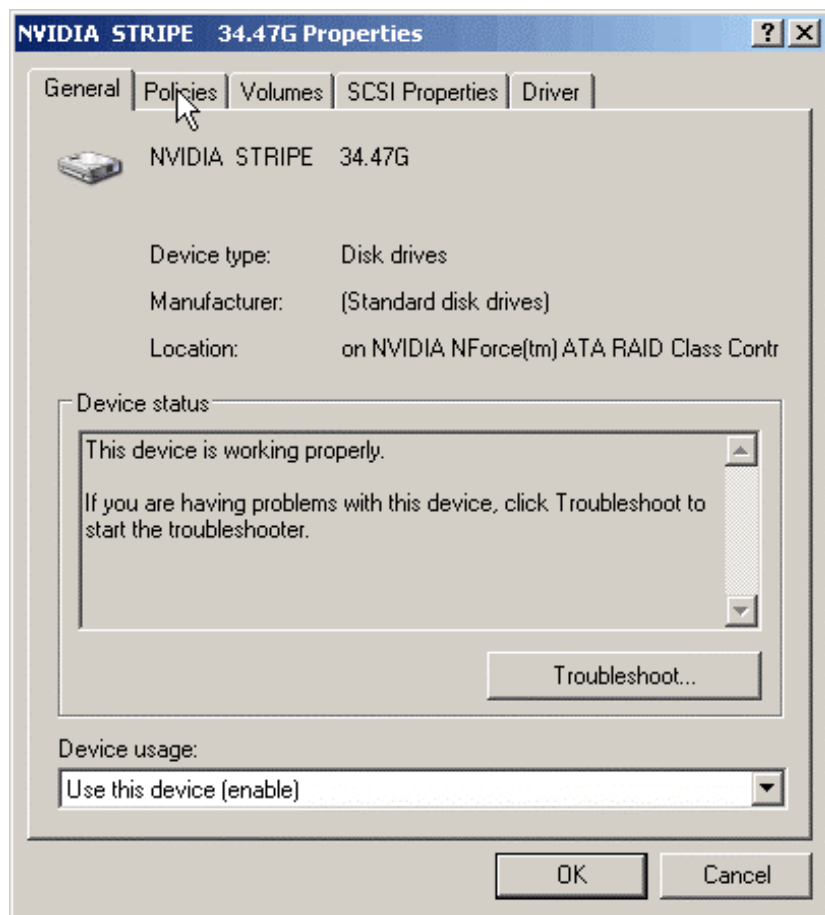 NVIDIA STRIPE 34.47G Properties
General Policies Volumes SCSI Properties Driver
NVIDIA STRIPE 34.47G
Device type: Disk drives
Manufacturer: (Standard disk drives)
Location: on NVIDIA NForce(tm) ATA RAID Class Contr
Device status
This device is working properly.
If you are having problems with this device, click Troubleshoot to
start the troubleshooter.
Troubleshoot...
Device usage:
Use this device (enable)
OK Cancel